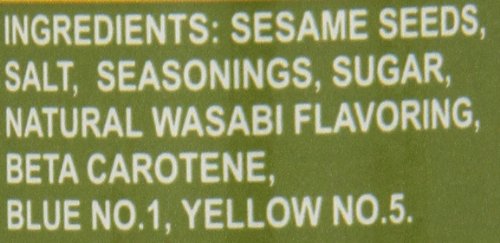 INGREDIENTS: SESAME SEEDS,
SALT, SEASONINGS, SUGAR,
NATURAL WASABI FLAVORING,
BETA CAROTENE,
BLUE NO.1, YELLOW NO.5.